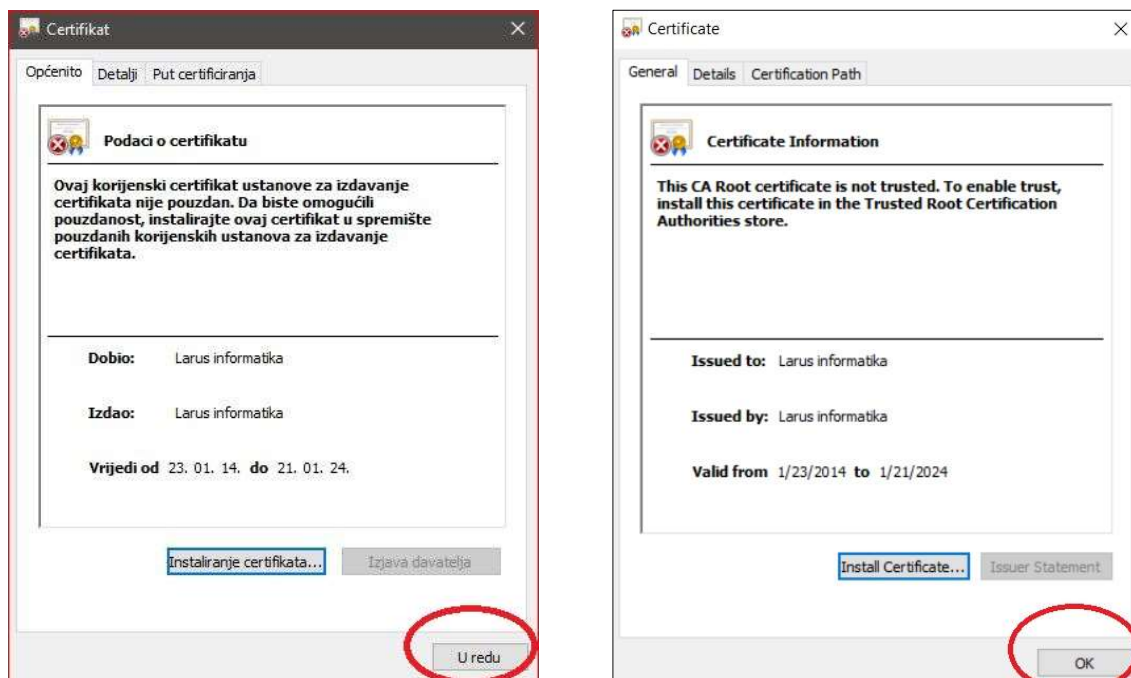 Certifikat
Općenito Detalji Put certificiranja
Podaci o certifikatu
Ovaj korijenski certifikat ustanove za izdavanje
certifikata nije pouzdan. Da biste omogućili
pouzdanost, instalirajte ovaj certifikat u spremište
pouzdanih korijenskih ustanova za izdavanje
certifikata.
Dobio: Larus informatika
Izdao: Larus informatika
Vrijedi od 23. 01. 14. do 21. 01. 24.
Instaliranje certifikata... Izjava davatelja
U redu
Certificate
General Details Certification Path
Certificate Information
This CA Root certificate is not trusted. To enable trust,
install this certificate in the Trusted Root Certification
Authorities store.
Issued to: Larus informatika
Issued by: Larus informatika
Valid from 1/23/2014 to 1/21/2024
Install Certificate... Issuer Statement
OK